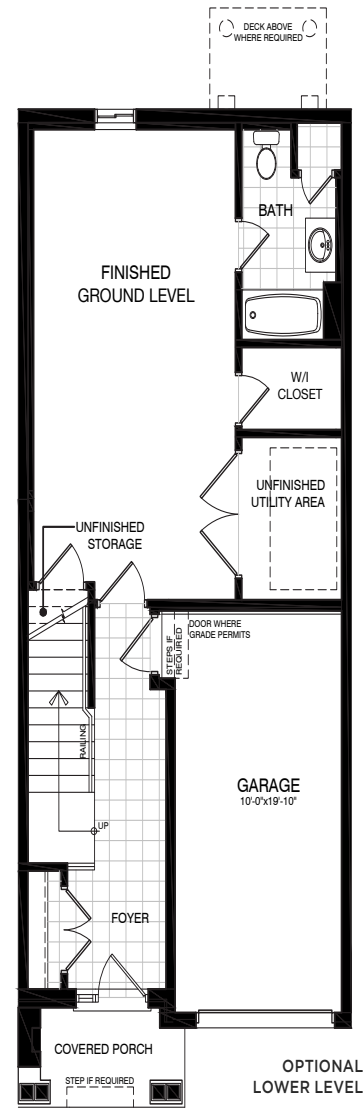 DECK ABOVE
WHERE REQUIRED
BATH
FINISHED
GROUND LEVEL
W/I
CLOSET
UNFINISHED
UTILITY AREA
UNFINISHED
STORAGE
DOOR WHERE
GRADE PERMITS
STEPS IF
REQUIRED
RAILING
GARAGE
10'-0"x19'-10"
UP
FOYER
COVERED PORCH
STEP IF REQUIRED
OPTIONAL
LOWER LEVEL